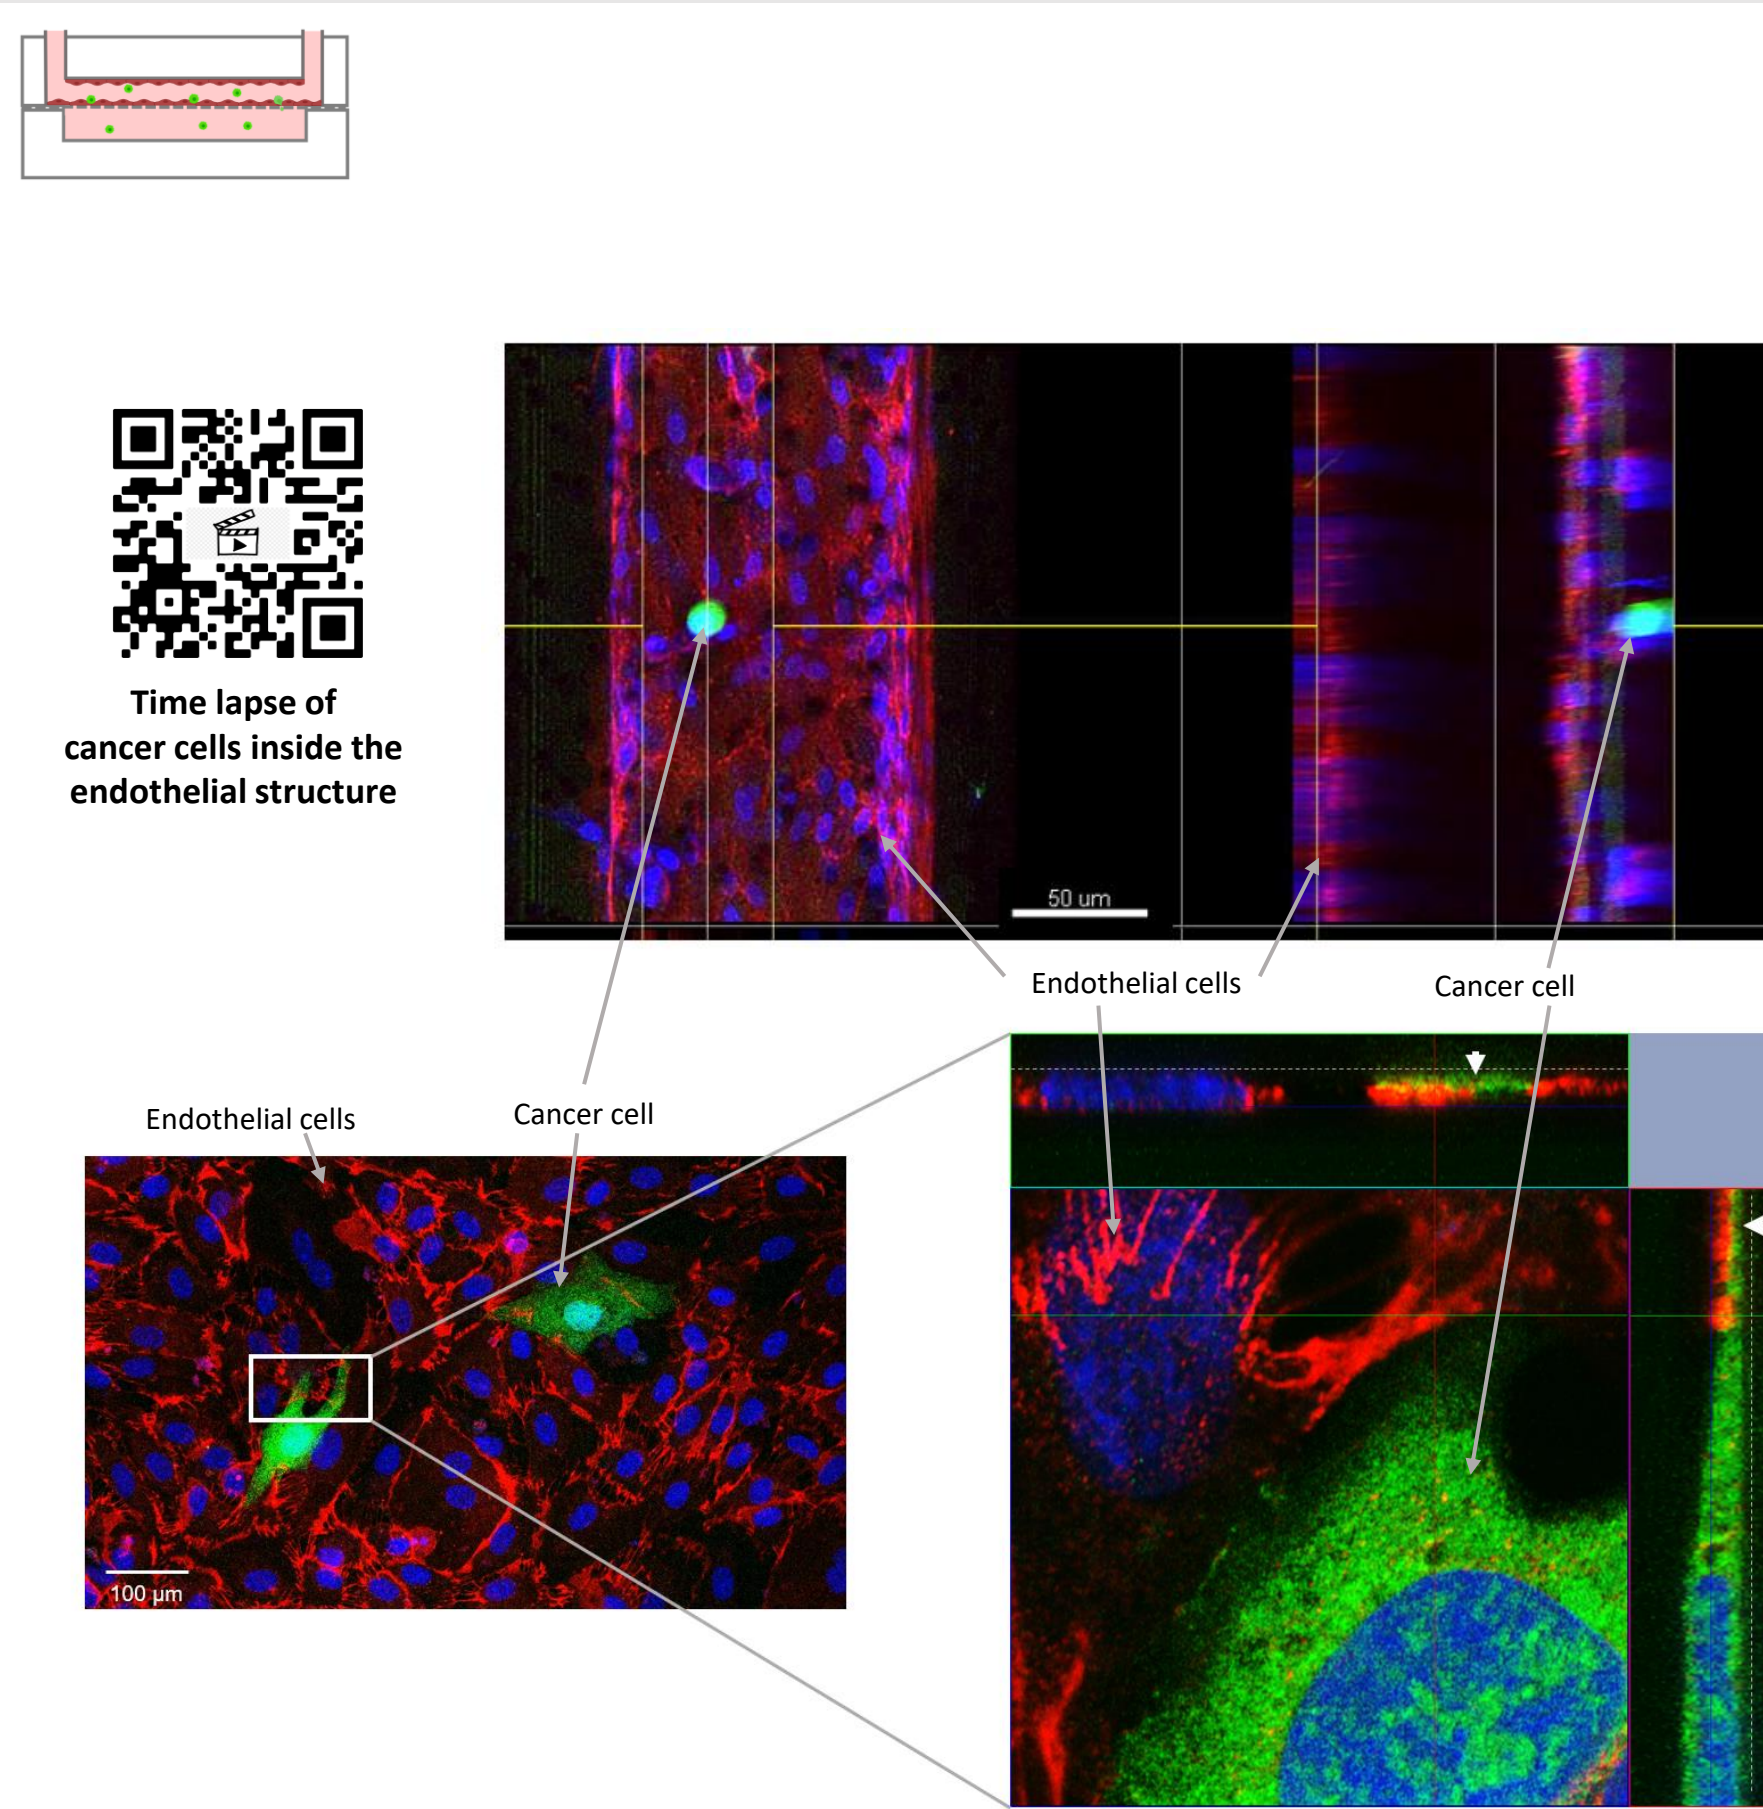 50 um
Time lapse of
cancer cells inside the
endothelial structure
Endothelial cells
Cancer cell
Endothelial cells
Cancer cell
100 µm